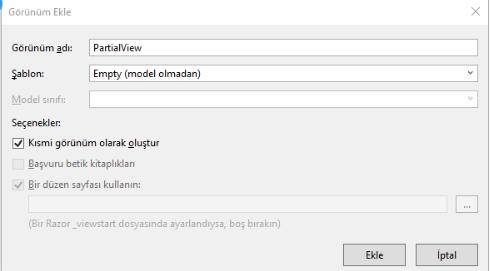 Görünüm Ekle
Görünüm adı: PartialView
Şablon: Empty (model olmadan)
Model sınıfı:
Seçenekler:
Kısmi görünüm olarak oluştur
Başvuru betik kitaplıkları
Bir düzen sayfası kullanın:
...
(Bir Razor _viewstart dosyasında ayarlandıysa, boş bırakın)
Ekle İptal